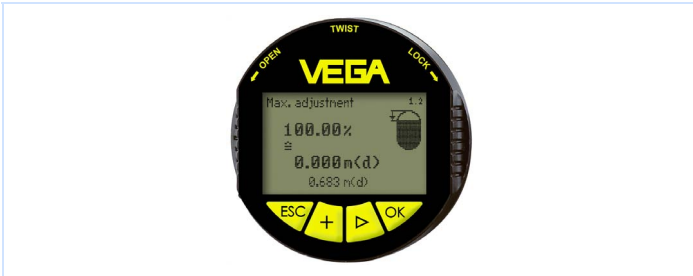 TWIST
OPEN
LOCK
VEGA
Max. adjustment 1.2
100.00%
≙
0.000m(d)
0.683 m(d)
ESC + OK